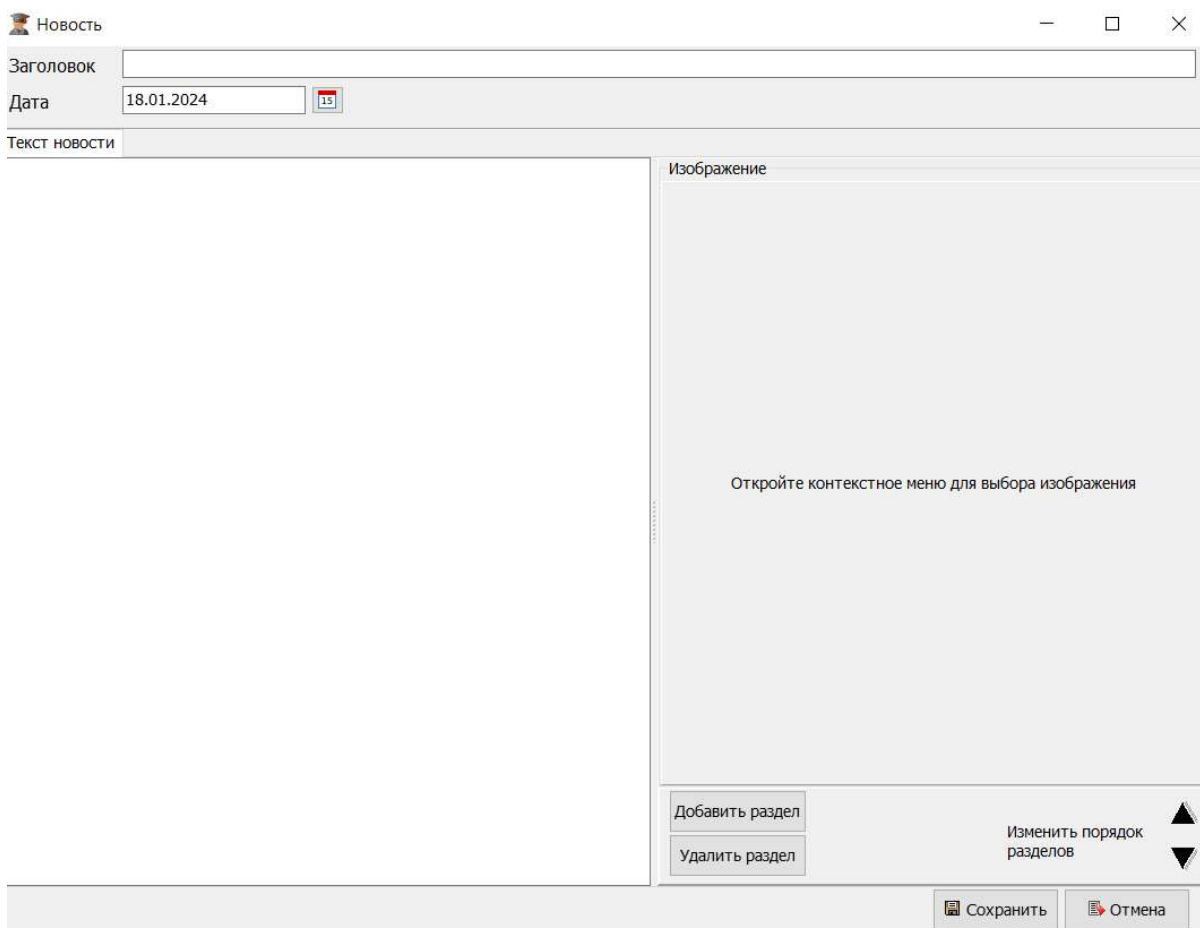 Новость
Заголовок
Дата
18.01.2024
15
Текст новости
Изображение
Откройте контекстное меню для выбора изображения
Добавить раздел
Удалить раздел
Изменить порядок
разделов
Сохранить
Отмена